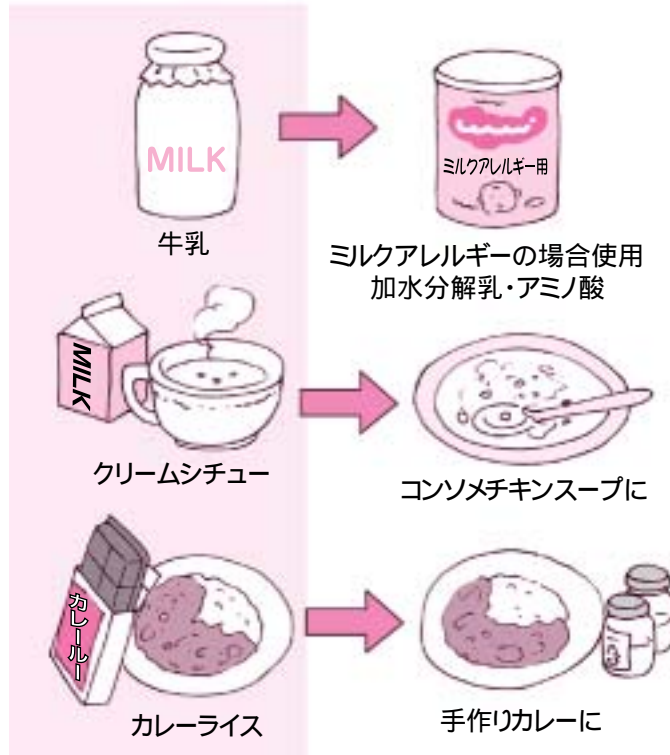 MILK
ミルクアレルギー用
牛乳
ミルクアレルギーの場合使用
加水分解乳・アミノ酸
MILK
クリームシチュー
コンソメチキンスープに
カレールー
カレーライス
手作りカレーに